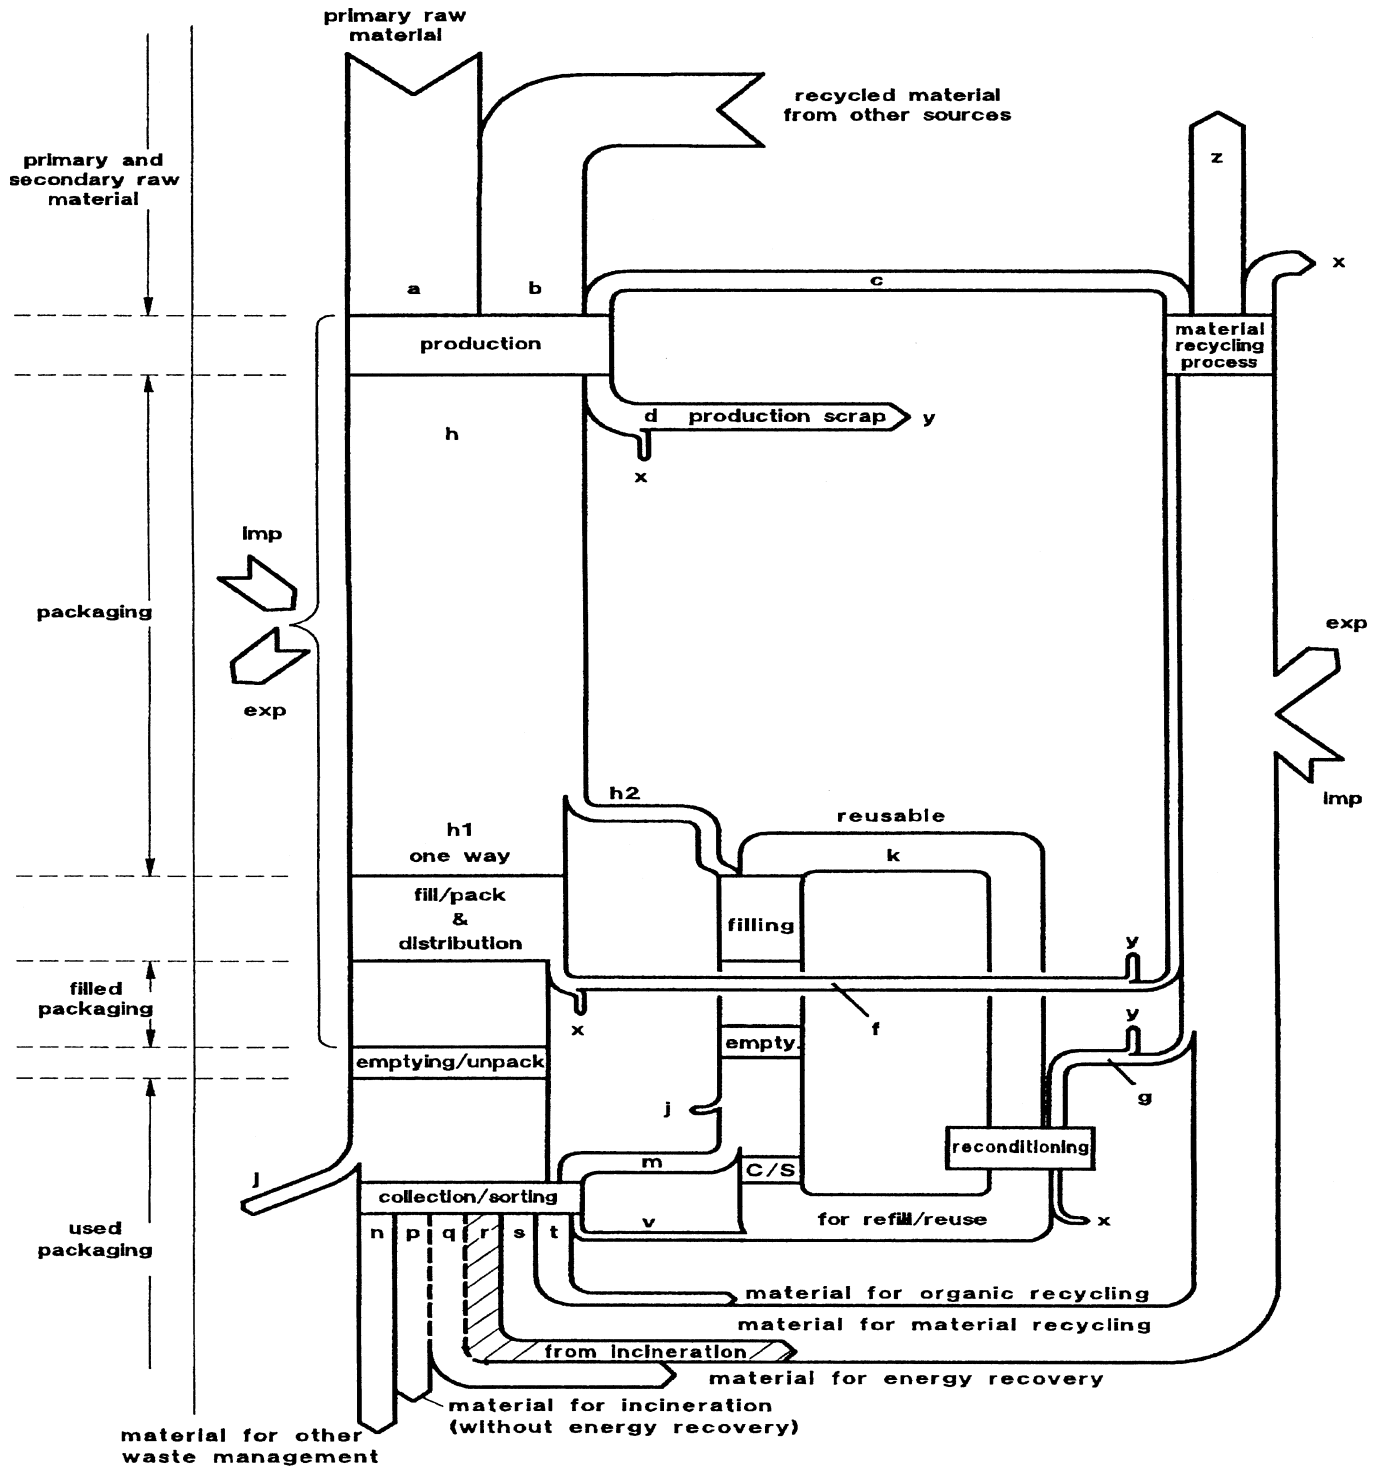 primary raw
material
recycled material
from other sources
primary and
secondary raw
material
z
x
c
a
b
production
material
recycling
process
d production scrap
y
x
h
imp
exp
packaging
exp
imp
h2
reusable
k
h1
one way
fill/pack
&
distribution
filling
y
filled
packaging
x
f
y
emptying/unpack
empty.
g
j
reconditioning
m
C/S
j
collection/sorting
x
v
for refill/reuse
n
p
q
r
s
t
used
packaging
material for organic recycling
material for material recycling
from incineration
material for energy recovery
material for incineration
(without energy recovery)
material for other
waste management